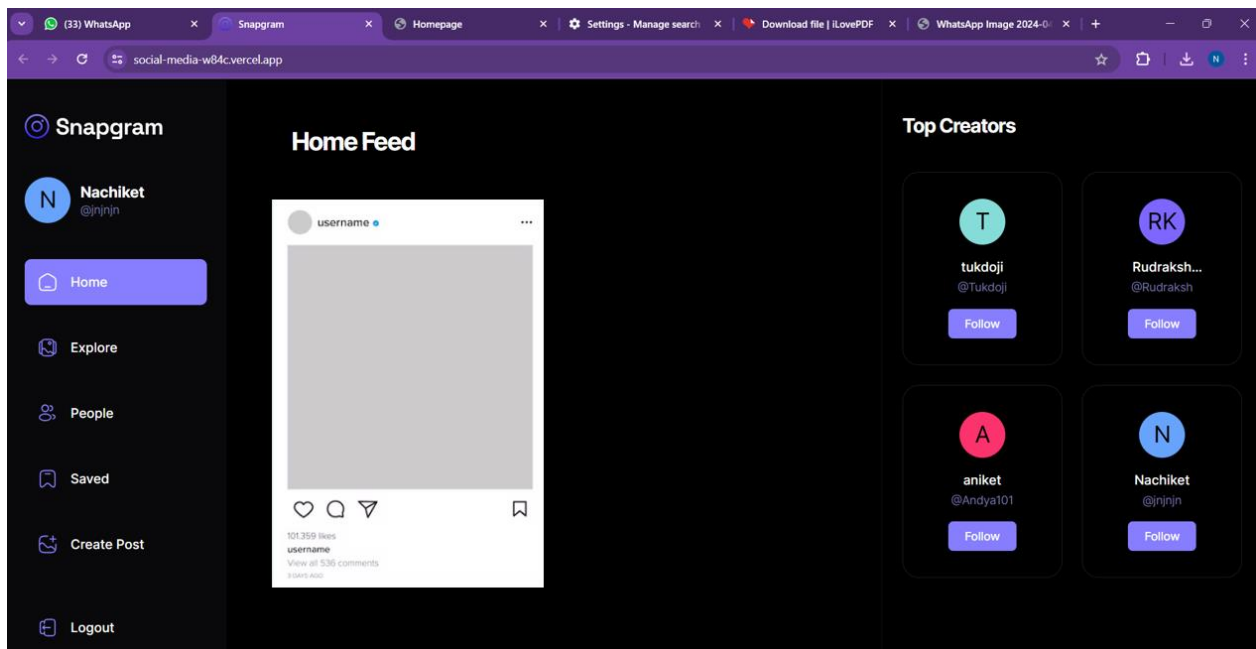 (33) WhatsApp
Snapgram
Homepage
Settings - Manage search
Download file | iLovePDF
WhatsApp Image 2024-04
social-media-w84c.vercel.app
N
Snapgram
N
Nachiket
@jnjnjn
Home
Explore
People
Saved
Create Post
Logout
Home Feed
username
101.359 likes
username
View all 536 comments
3 DAYS AGO
Top Creators
T
tukdoji
@Tukdoji
Follow
RK
Rudraksh...
@Rudraksh
Follow
A
aniket
@Andya101
Follow
N
Nachiket
@jnjnjn
Follow